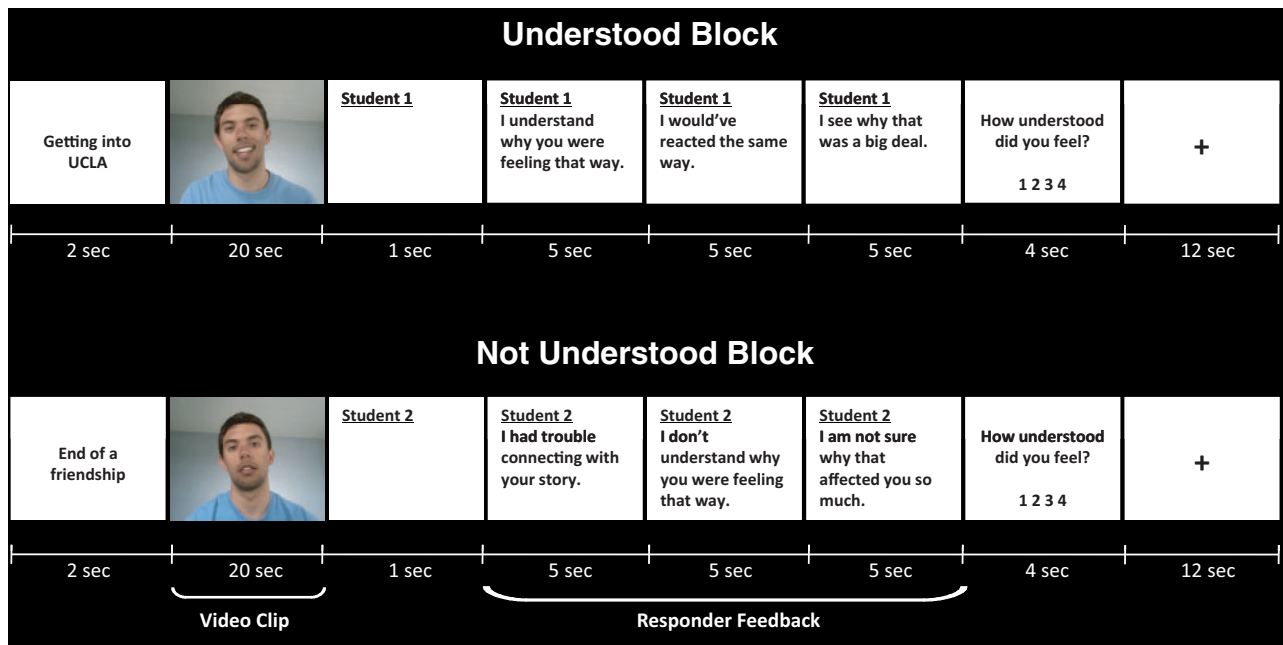 Understood Block
Getting into
UCLA
Student 1
Student 1
I understand
why you were
feeling that way.
Student 1
I would've
reacted the same
way.
Student 1
I see why that
was a big deal.
How understood
did you feel?
1 2 3 4
+
2 sec
20 sec
1 sec
5 sec
5 sec
5 sec
4 sec
12 sec
Not Understood Block
End of a
friendship
Student 2
Student 2
I had trouble
connecting with
your story.
Student 2
I don't
understand why
you were feeling
that way.
Student 2
I am not sure
why that
affected you so
much.
How understood
did you feel?
1 2 3 4
+
2 sec
20 sec
1 sec
5 sec
5 sec
5 sec
4 sec
12 sec
Video Clip
Responder Feedback